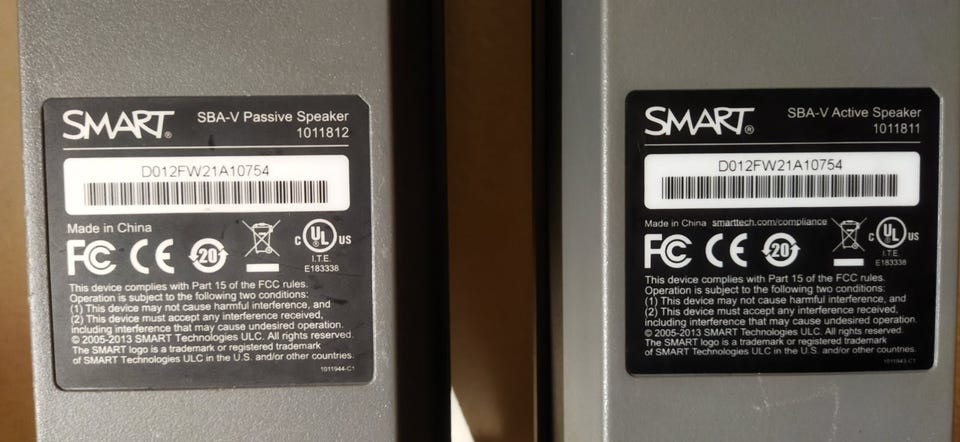 SMART®
SBA-V Passive Speaker
1011812
D012FW21A10754
Made in China
FC CE 20 c UL® US
I.T.E.
E183338
This device complies with Part 15 of the FCC rules.
Operation is subject to the following two conditions:
(1) This device may not cause harmful interference, and
(2) This device must accept any interference received,
including interference that may cause undesired operation.
© 2005-2013 SMART Technologies ULC. All rights reserved.
The SMART logo is a trademark or registered trademark
of SMART Technologies ULC in the U.S. and/or other countries.
1011944-C1
SMART®
SBA-V Active Speaker
1011811
D012FW21A10754
Made in China smarttech.com/compliance
FC CE 20 c UL® US
I.T.E.
E183338
This device complies with Part 15 of the FCC rules.
Operation is subject to the following two conditions:
(1) This device may not cause harmful interference, and
(2) This device must accept any interference received,
including interference that may cause undesired operation.
© 2005-2013 SMART Technologies ULC. All rights reserved.
The SMART logo is a trademark or registered trademark
of SMART Technologies ULC in the U.S. and/or other countries.
1011943-C1